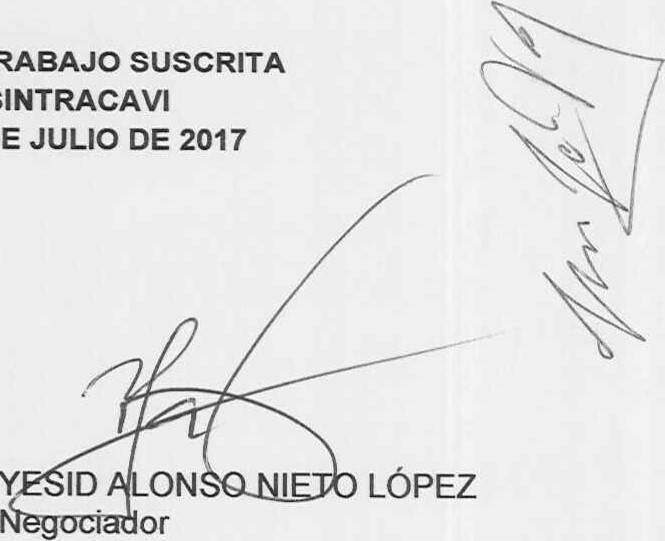 RABAJO SUSCRITA
SINTRACAVI
E JULIO DE 2017
YESID ALONSO NIETO LÓPEZ
Negociador